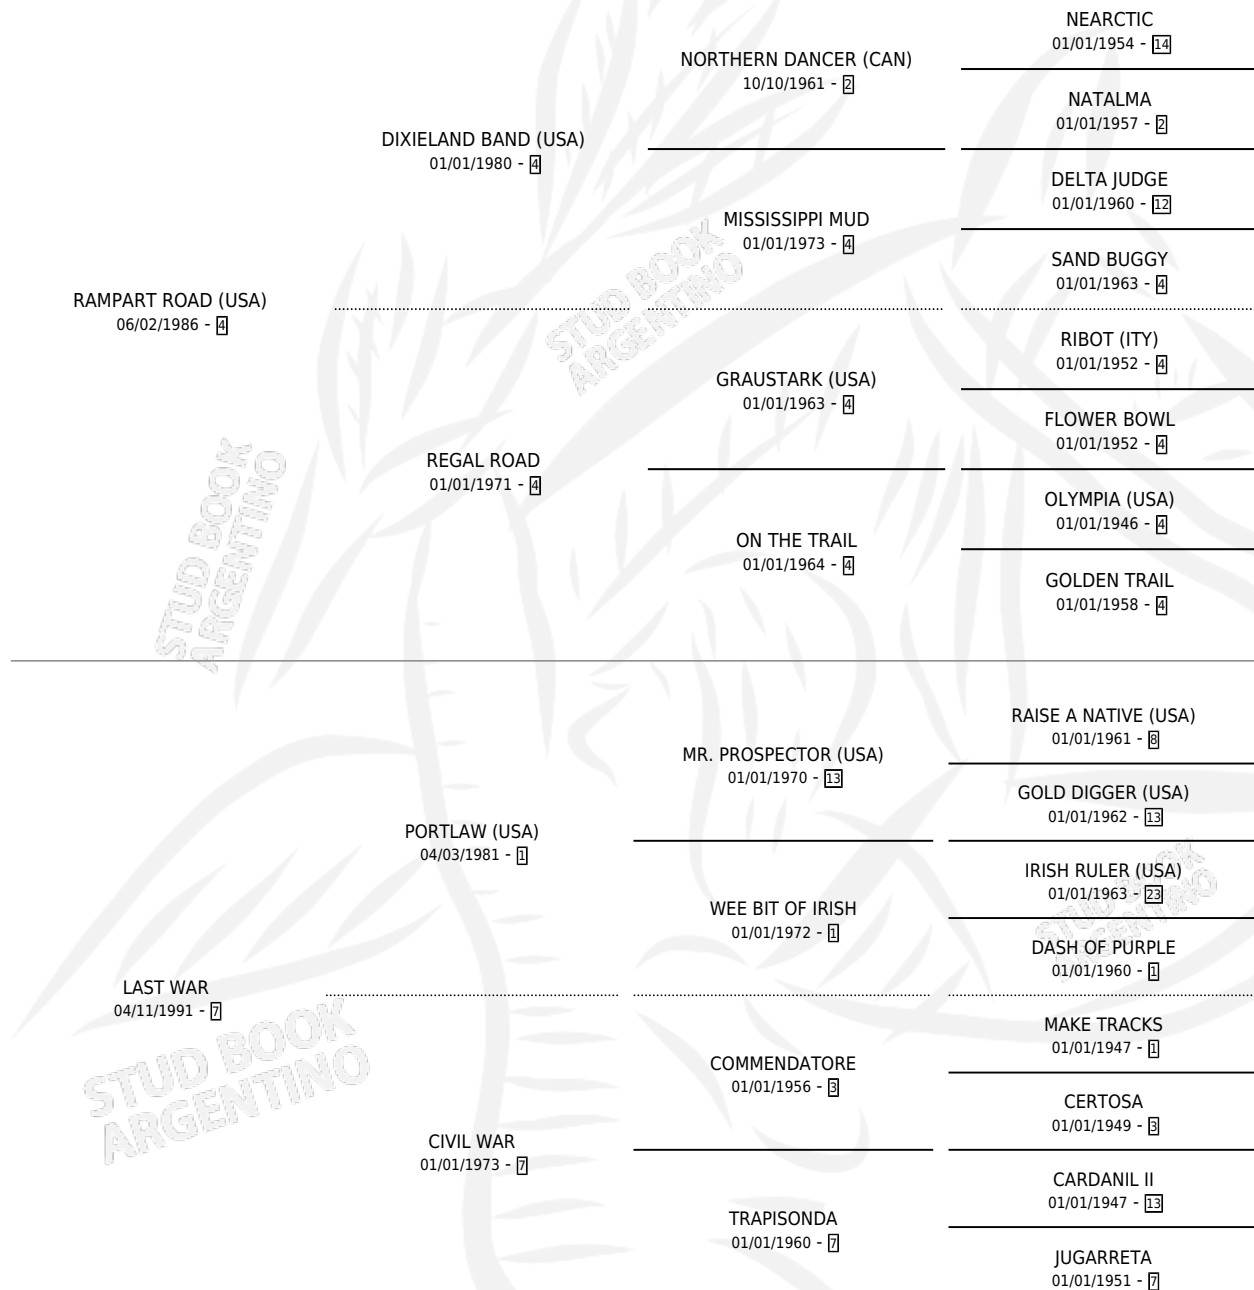 NEARCTIC
01/01/1954 - 14
NORTHERN DANCER (CAN)
10/10/1961 - 2
NATALMA
01/01/1957 - 2
DIXIELAND BAND (USA)
01/01/1980 - 4
DELTA JUDGE
01/01/1960 - 12
MISSISSIPPI MUD
01/01/1973 - 4
SAND BUGGY
01/01/1963 - 4
RAMPART ROAD (USA)
06/02/1986 - 4
RIBOT (ITY)
01/01/1952 - 4
GRAUSTARK (USA)
01/01/1963 - 4
FLOWER BOWL
01/01/1952 - 4
REGAL ROAD
01/01/1971 - 4
OLYMPIA (USA)
01/01/1946 - 4
ON THE TRAIL
01/01/1964 - 4
GOLDEN TRAIL
01/01/1958 - 4
RAISE A NATIVE (USA)
01/01/1961 - 8
MR. PROSPECTOR (USA)
01/01/1970 - 13
GOLD DIGGER (USA)
01/01/1962 - 13
PORTLAW (USA)
04/03/1981 - 1
IRISH RULER (USA)
01/01/1963 - 23
WEE BIT OF IRISH
01/01/1972 - 1
DASH OF PURPLE
01/01/1960 - 1
LAST WAR
04/11/1991 - 7
MAKE TRACKS
01/01/1947 - 1
COMMENDATORE
01/01/1956 - 3
CERTOSA
01/01/1949 - 3
CIVIL WAR
01/01/1973 - 7
CARDANIL II
01/01/1947 - 13
TRAPISONDA
01/01/1960 - 7
JUGARRETA
01/01/1951 - 7
STUD BOOK
ARGENTINO
STUD BOOK
ARGENTINO
STUD BOOK
ARGENTINO
STUD BOOK
ARGENTINO